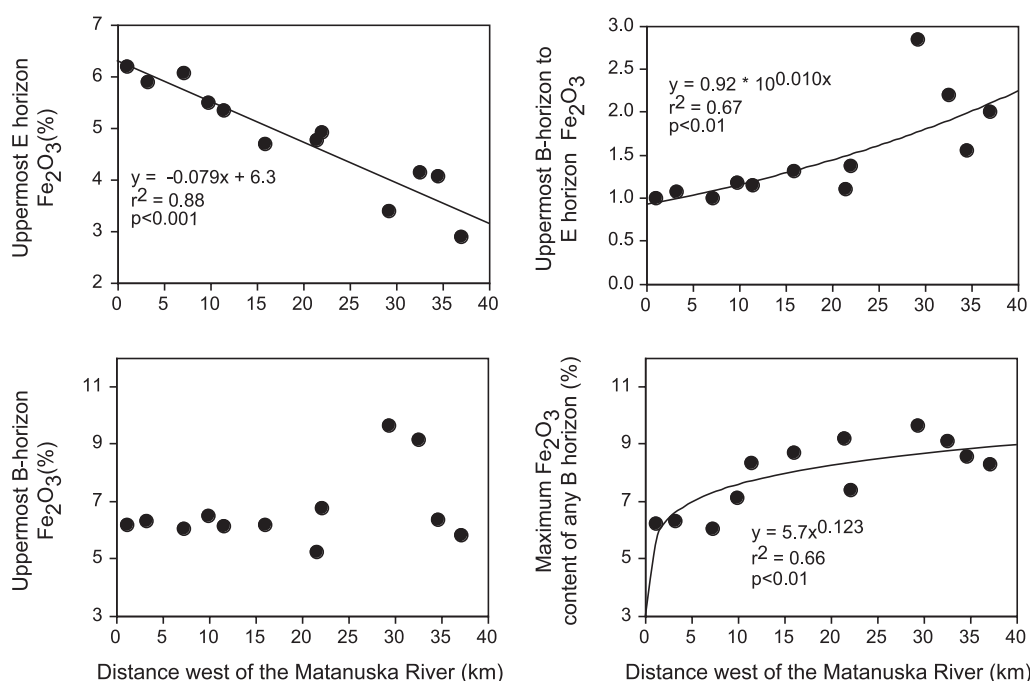 Uppermost E horizon
Fe2O3(%)
7
6
5
4
3
2
y = -0.079x + 6.3
r2 = 0.88
p<0.001
0 5 10 15 20 25 30 35 40
Uppermost B-horizon to
E horizon Fe2O3
3.0
2.5
2.0
1.5
1.0
0.5
0.0
y = 0.92 * 10^0.010x
r2 = 0.67
p<0.01
0 5 10 15 20 25 30 35 40
Uppermost B-horizon
Fe2O3(%)
11
9
7
5
3
0 5 10 15 20 25 30 35 40
Distance west of the Matanuska River (km)
Maximum Fe2O3
content of any B horizon (%)
11
9
7
5
3
y = 5.7x^0.123
r2 = 0.66
p<0.01
0 5 10 15 20 25 30 35 40
Distance west of the Matanuska River (km)